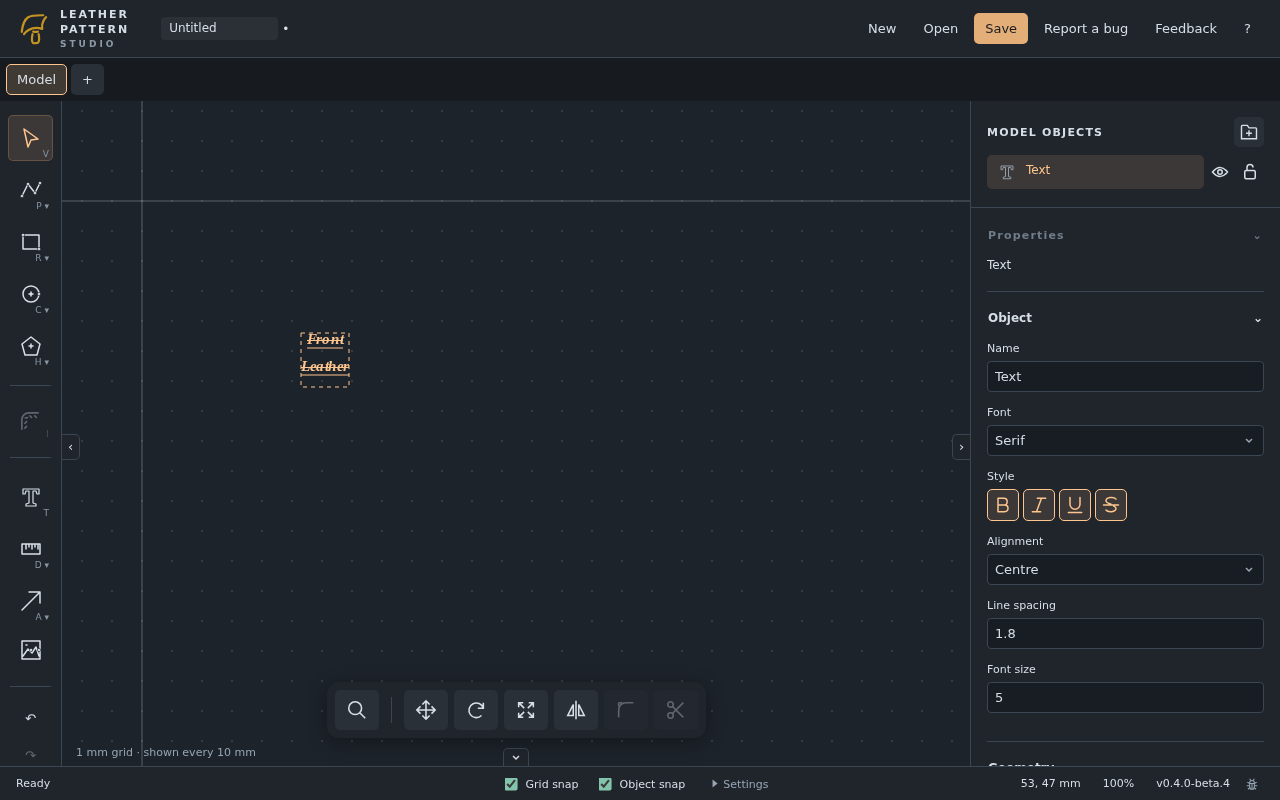 LEATHER
PATTERN
STUDIO
Untitled •
New Open Save Report a bug Feedback ?
Model +
V
P ▾
R ▾
C ▾
H ▾
I
T
D ▾
A ▾
Front
Leather
1 mm grid · shown every 10 mm
MODEL OBJECTS
Text
Properties
Text
Object
Name
Text
Font
Serif
Style
B I U S
Alignment
Centre
Line spacing
1.8
Font size
5
Geometry
Ready
Grid snap Object snap Settings
53, 47 mm 100% v0.4.0-beta.4